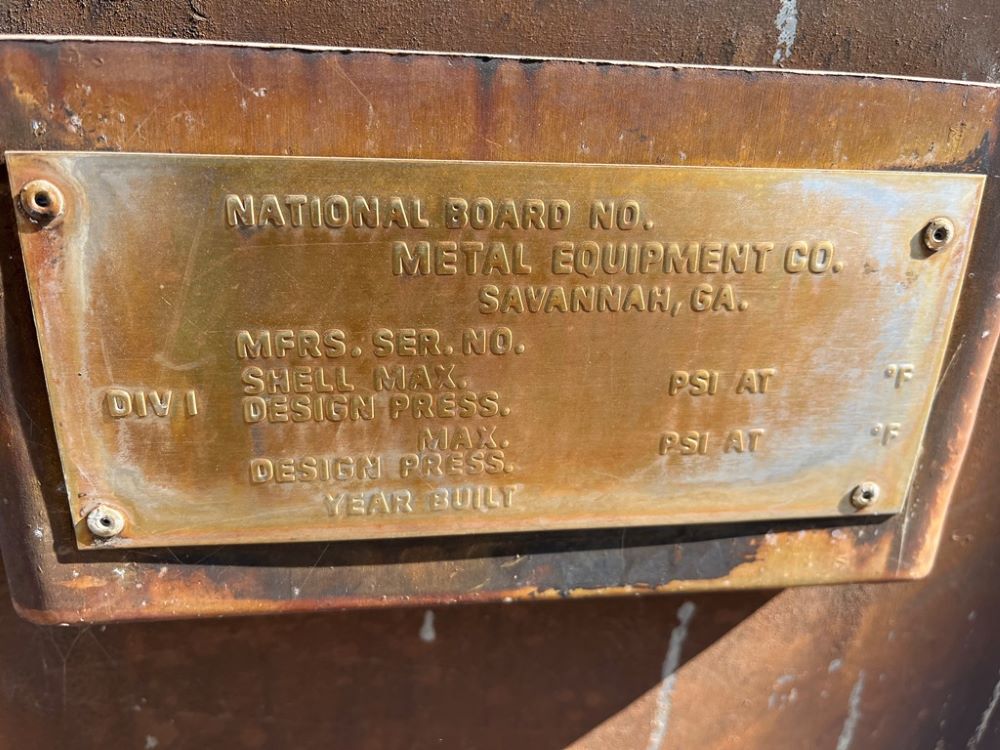 NATIONAL BOARD NO.
METAL EQUIPMENT CO.
SAVANNAH, GA.
MFRS. SER. NO.
SHELL MAX. PSI AT °F
DIV 1 DESIGN PRESS.
MAX. PSI AT °F
DESIGN PRESS.
YEAR BUILT